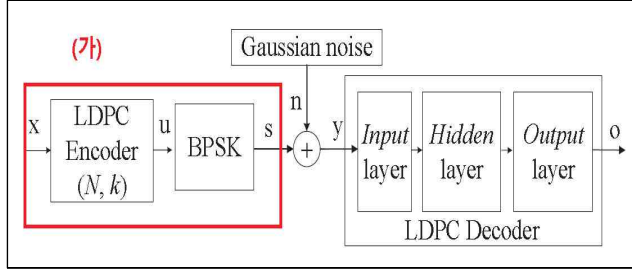 (가)
Gaussian noise
x
LDPC
Encoder
(N, k)
u
BPSK
s
n
+
y
Input
layer
Hidden
layer
Output
layer
o
LDPC Decoder